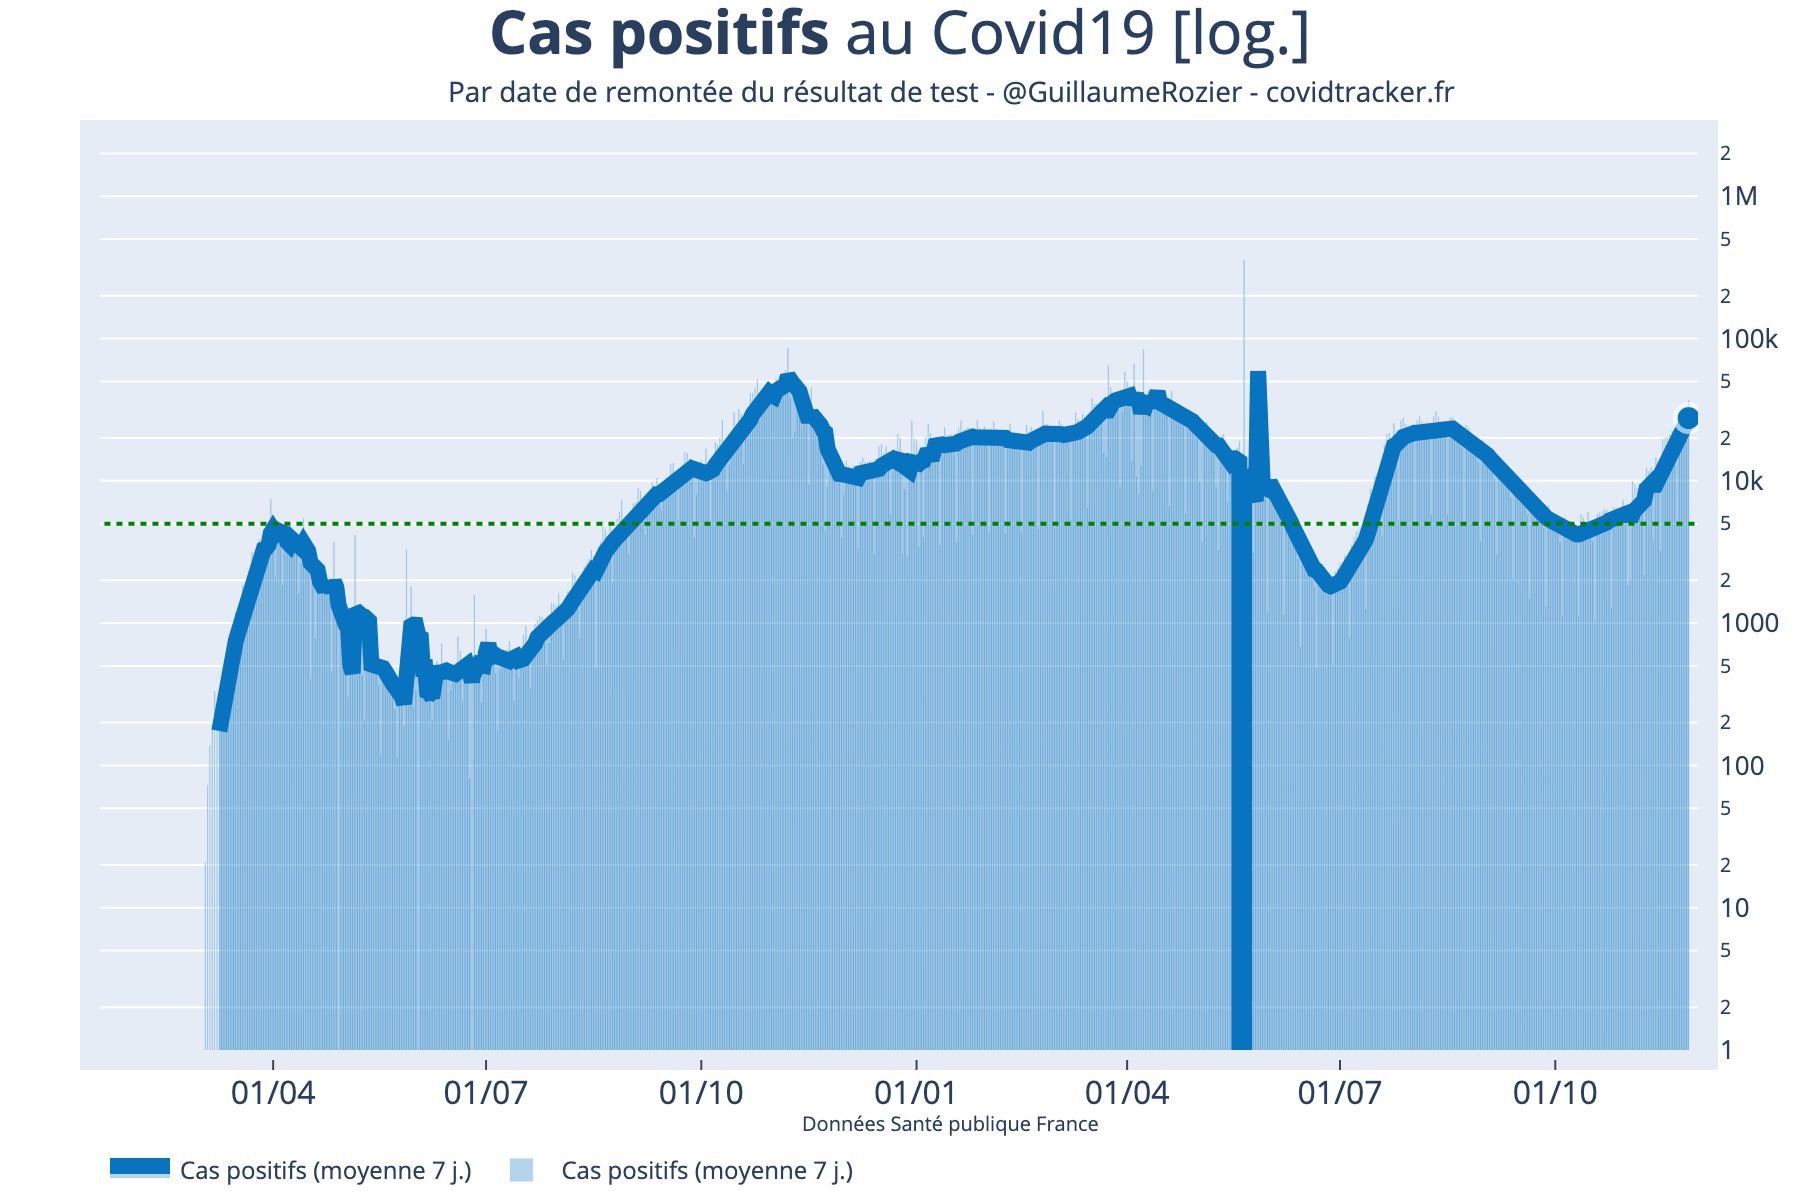 Cas positifs au Covid19 [log.]
Par date de remontée du résultat de test - @GuillaumeRozier - covidtracker.fr
2
1M
5
2
100k
5
2
10k
5
2
1000
5
2
100
5
2
10
5
2
1
01/04 01/07 01/10 01/01 01/04 01/07 01/10
Données Santé publique France
Cas positifs (moyenne 7 j.) Cas positifs (moyenne 7 j.)